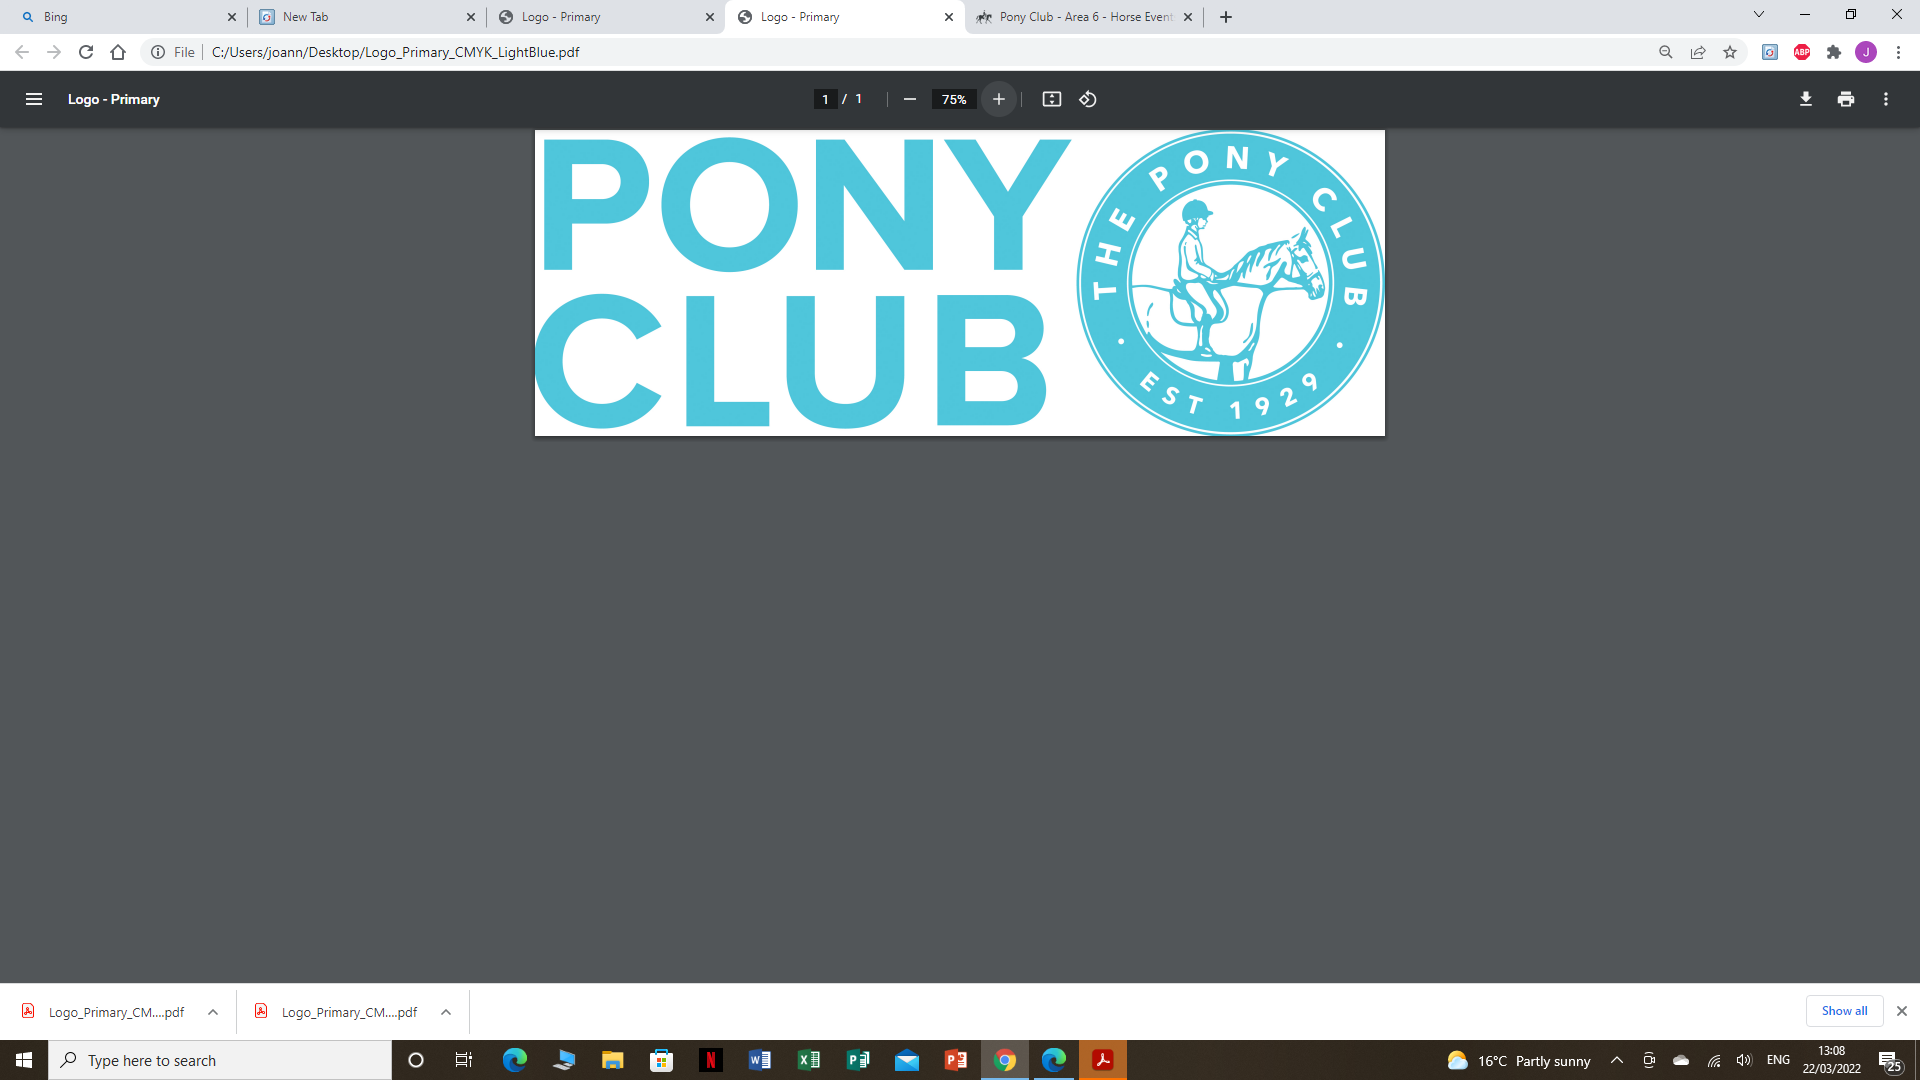 Bing
New Tab
Logo - Primary
Logo - Primary
Pony Club - Area 6 - Horse Event
File
C:/Users/joann/Desktop/Logo_Primary_CMYK_LightBlue.pdf
ABP
J
Logo - Primary
1 / 1
75%
PONY
CLUB
THE PONY CLUB
EST 1929
Logo_Primary_CM....pdf
Logo_Primary_CM....pdf
Show all
Type here to search
16°C Partly sunny
ENG
13:08
22/03/2022
25